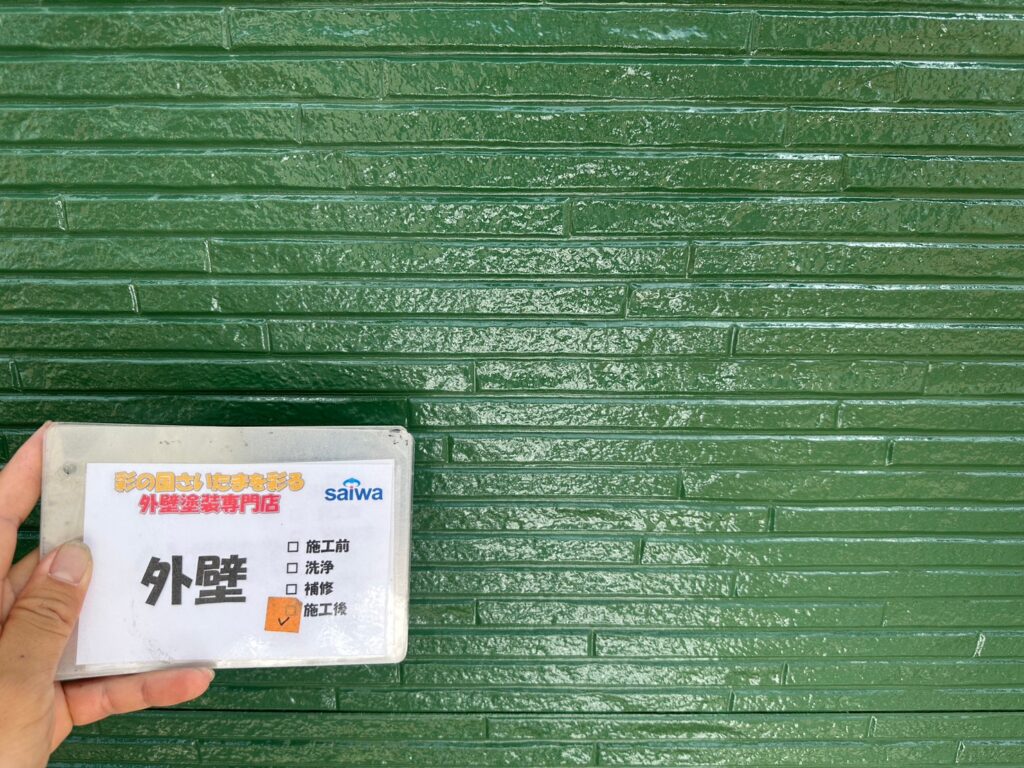 彩の国さいたまを彩る
外壁塗装専門店
saiwa
外壁
□ 施工前
□ 洗浄
□ 補修
□ 施工後
✓